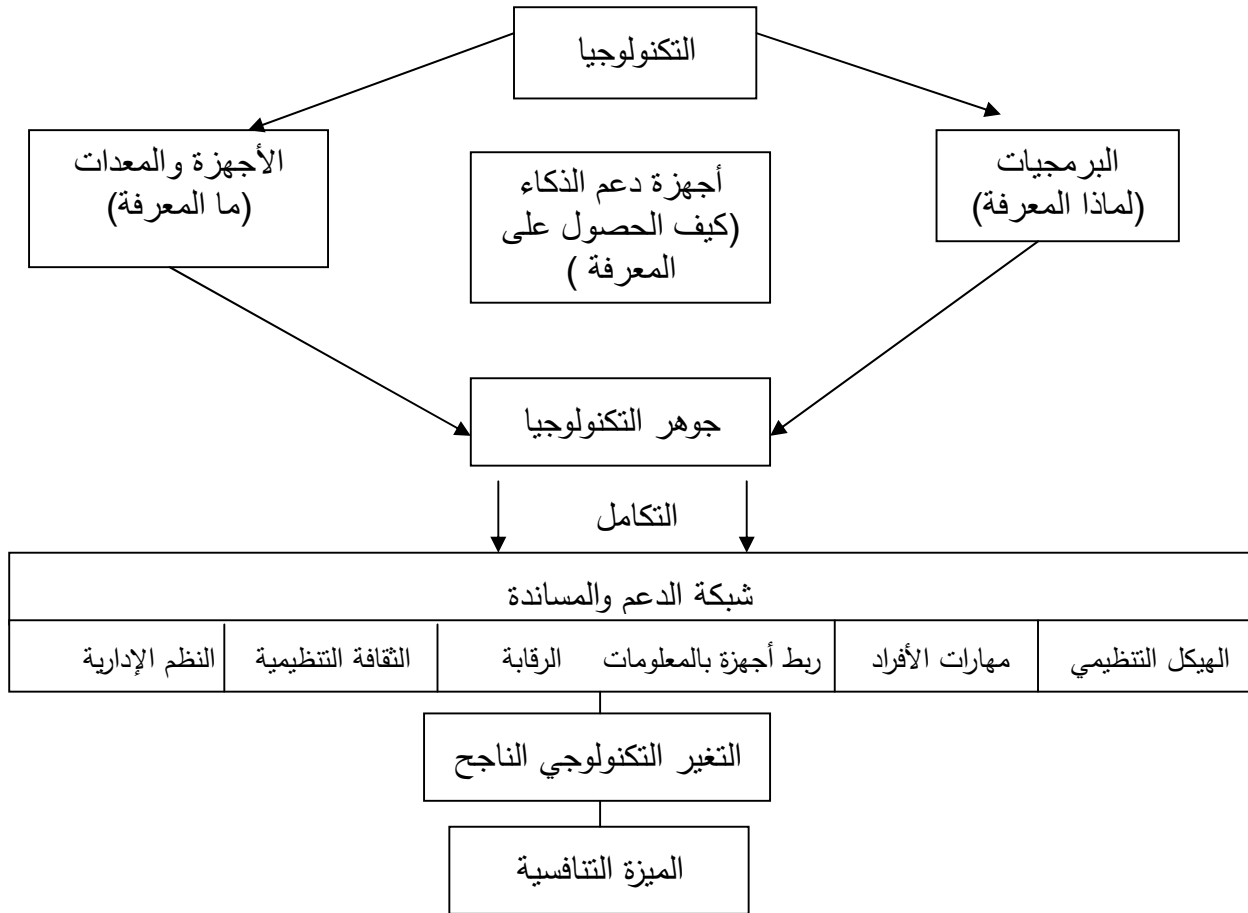 التكنولوجيا
البرمجيات
(لماذا المعرفة)
أجهزة دعم الذكاء
(كيف الحصول على
المعرفة )
الأجهزة والمعدات
(ما المعرفة)
جوهر التكنولوجيا
التكامل
شبكة الدعم والمساندة
الهيكل التنظيمي
مهارات الأفراد
ربط أجهزة بالمعلومات الرقابة
الثقافة التنظيمية
النظم الإدارية
التغير التكنولوجي الناجح
الميزة التنافسية